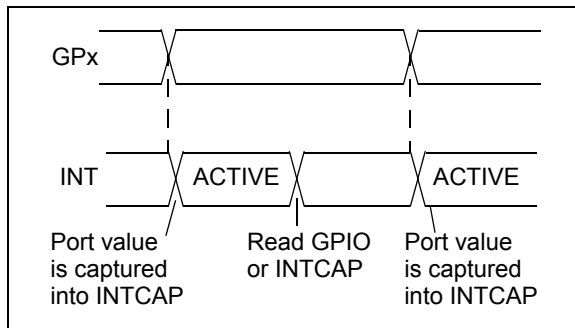 GPx
INT
ACTIVE
ACTIVE
Port value
is captured
into INTCAP
Read GPIO
or INTCAP
Port value
is captured
into INTCAP